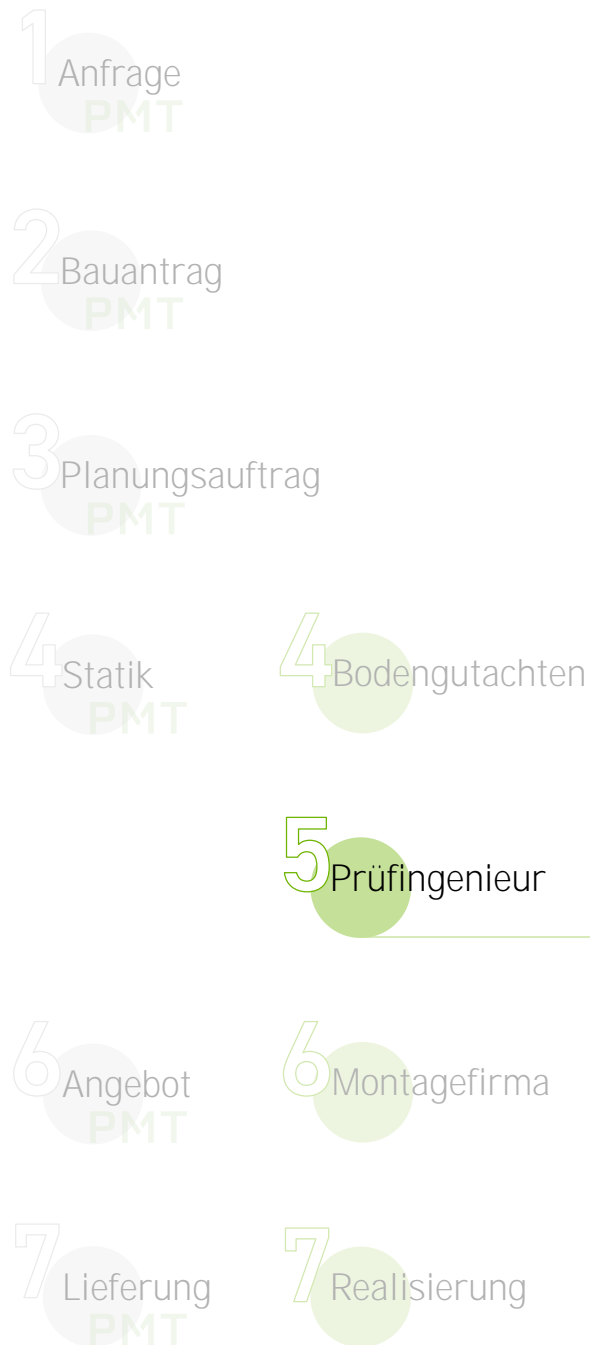 1 Anfrage
PMT
2 Bauantrag
PMT
3 Planungsauftrag
PMT
4 Statik
PMT
4 Bodengutachten
5 Prüfingenieur
6 Angebot
PMT
6 Montagefirma
7 Lieferung
PMT
7 Realisierung